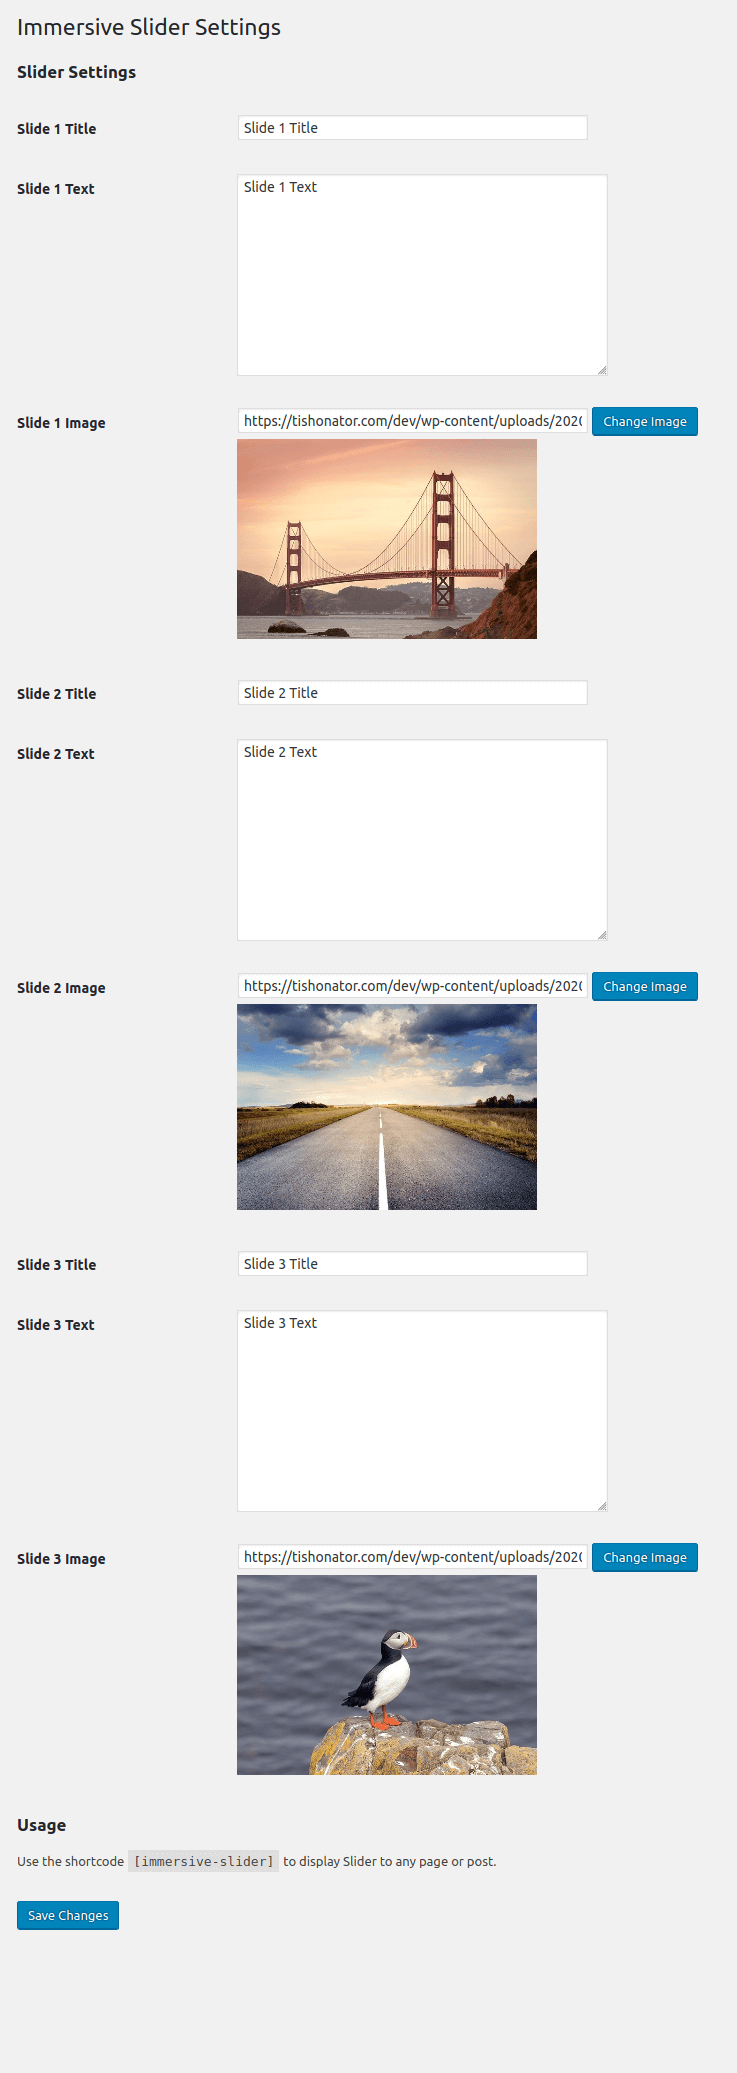 Immersive Slider Settings
Slider Settings
Slide 1 Title
Slide 1 Title
Slide 1 Text
Slide 1 Text
Slide 1 Image
https://tishonator.com/dev/wp-content/uploads/202
Change Image
Slide 2 Title
Slide 2 Title
Slide 2 Text
Slide 2 Text
Slide 2 Image
https://tishonator.com/dev/wp-content/uploads/202
Change Image
Slide 3 Title
Slide 3 Title
Slide 3 Text
Slide 3 Text
Slide 3 Image
https://tishonator.com/dev/wp-content/uploads/202
Change Image
Usage
Use the shortcode [immersive-slider] to display Slider to any page or post.
Save Changes